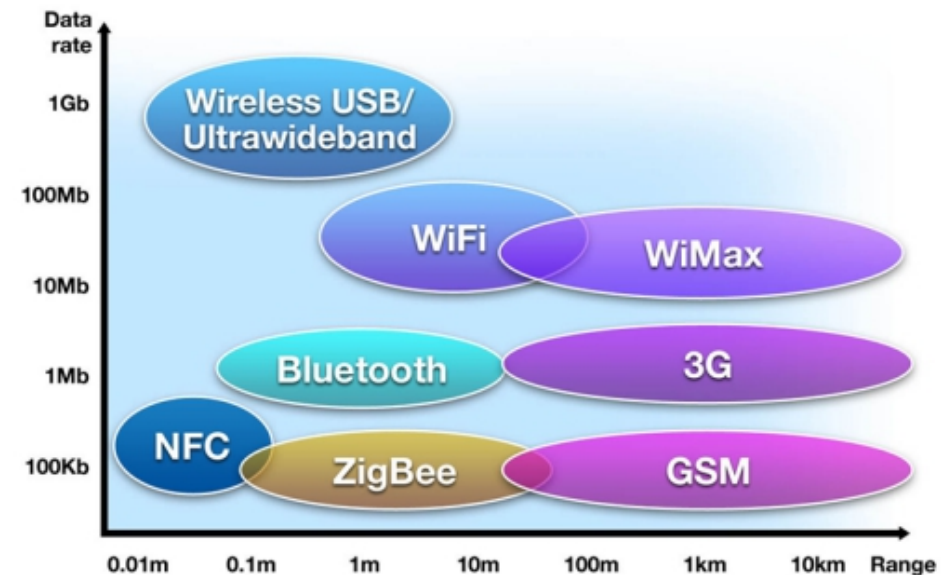 Data
rate
1Gb
Wireless USB/
Ultrawideband
100Mb
WiFi
WiMax
10Mb
Bluetooth
3G
1Mb
NFC
ZigBee
GSM
100Kb
0.01m 0.1m 1m 10m 100m 1km 10km Range